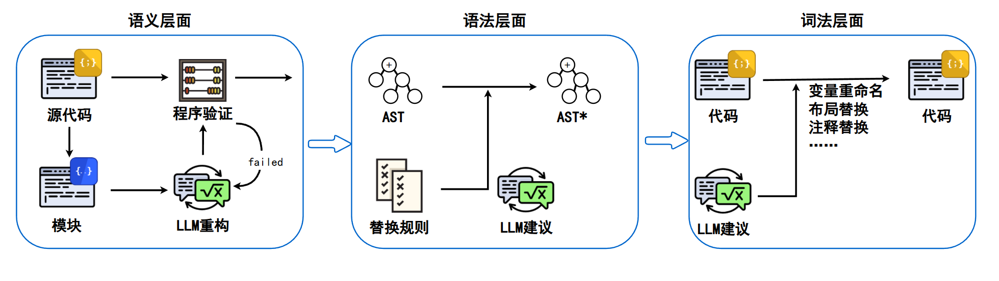 语义层面
语法层面
词法层面
源代码
程序验证
failed
模块
LLM重构
+
AST
+
AST*
替换规则
LLM建议
代码
变量重命名
布局替换
注释替换
……
代码
LLM建议
{;}
{..}
√X
√X
{;}
{;}
√X